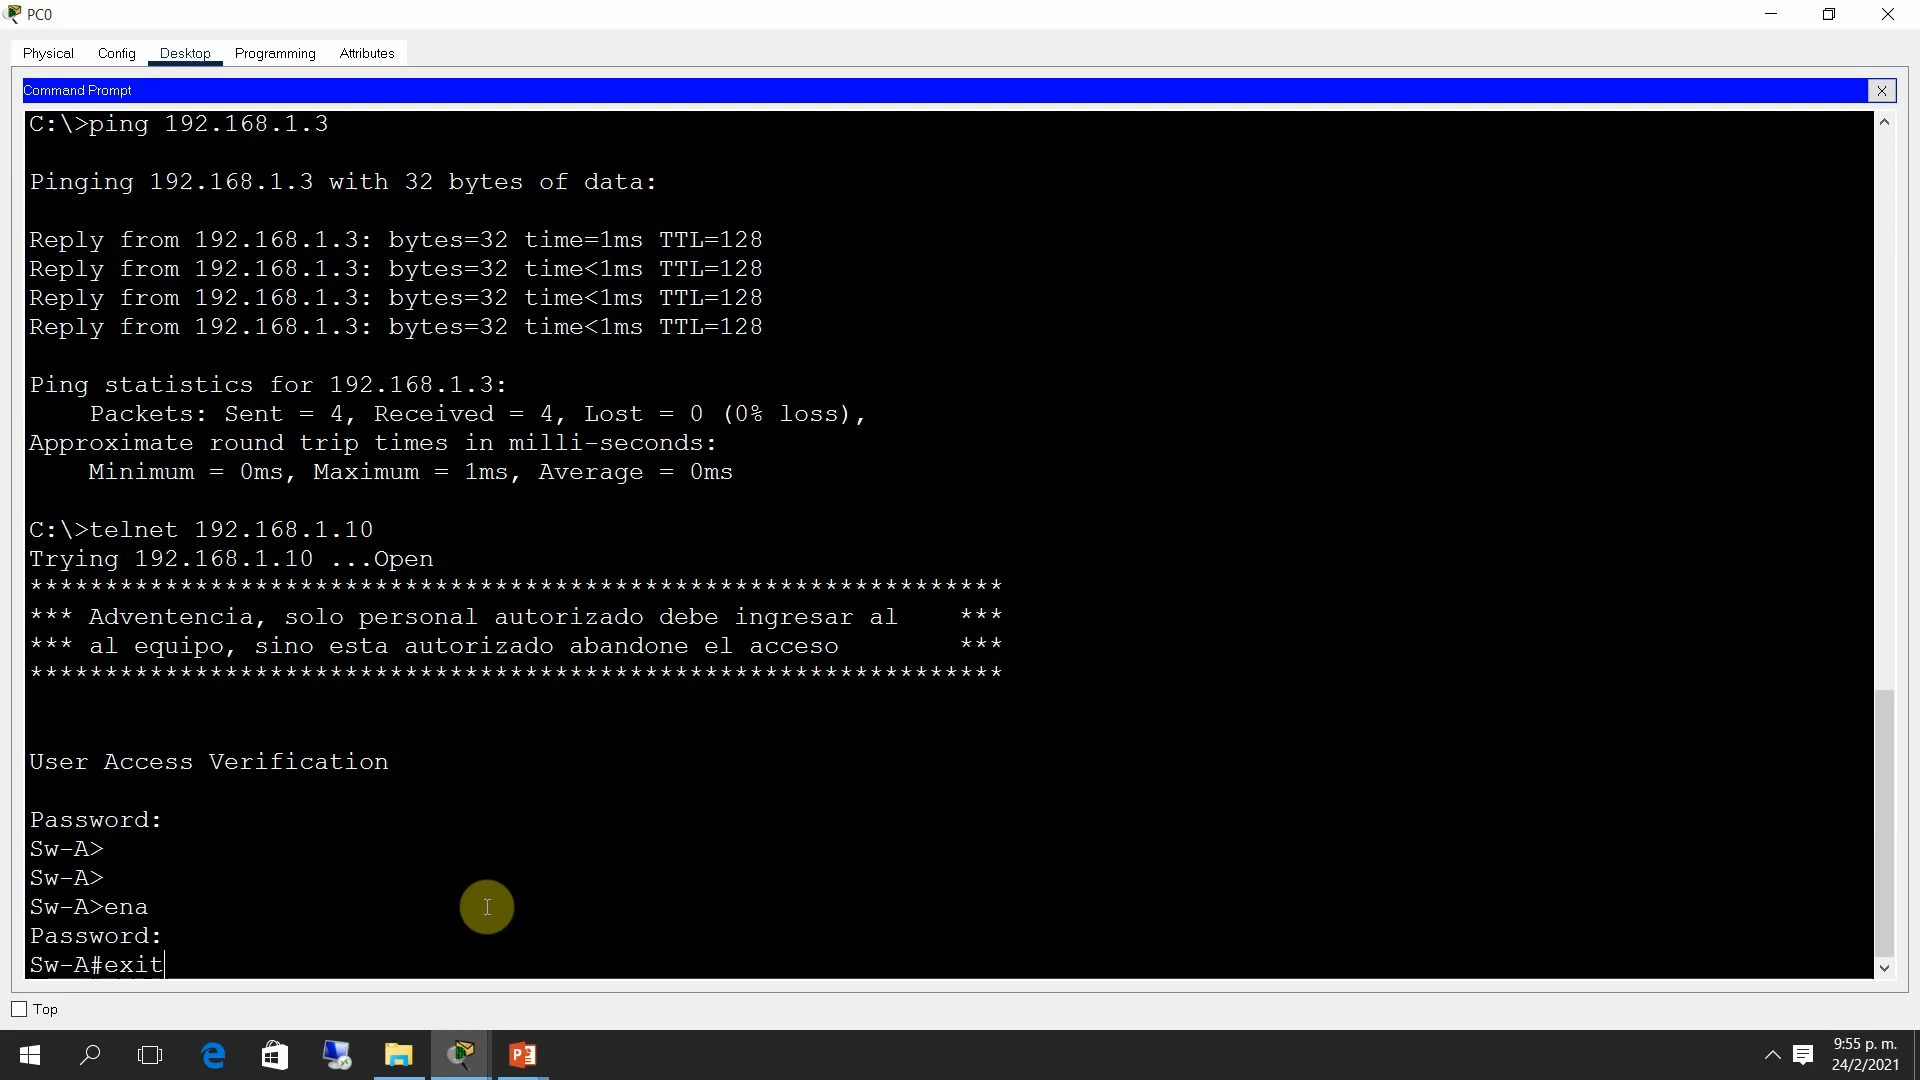 PC0
Physical Config Desktop Programming Attributes
Command Prompt X
C:\>ping 192.168.1.3
Pinging 192.168.1.3 with 32 bytes of data:
Reply from 192.168.1.3: bytes=32 time=1ms TTL=128
Reply from 192.168.1.3: bytes=32 time<1ms TTL=128
Reply from 192.168.1.3: bytes=32 time<1ms TTL=128
Reply from 192.168.1.3: bytes=32 time<1ms TTL=128
Ping statistics for 192.168.1.3:
Packets: Sent = 4, Received = 4, Lost = 0 (0% loss),
Approximate round trip times in milli-seconds:
Minimum = 0ms, Maximum = 1ms, Average = 0ms
C:\>telnet 192.168.1.10
Trying 192.168.1.10 ...Open
*****************************************************************
*** Adventencia, solo personal autorizado debe ingresar al ***
*** al equipo, sino esta autorizado abandone el acceso ***
*****************************************************************
User Access Verification
Password:
Sw-A>
Sw-A>
Sw-A>ena
Password:
Sw-A#exit
Top
9:55 p. m.
24/2/2021